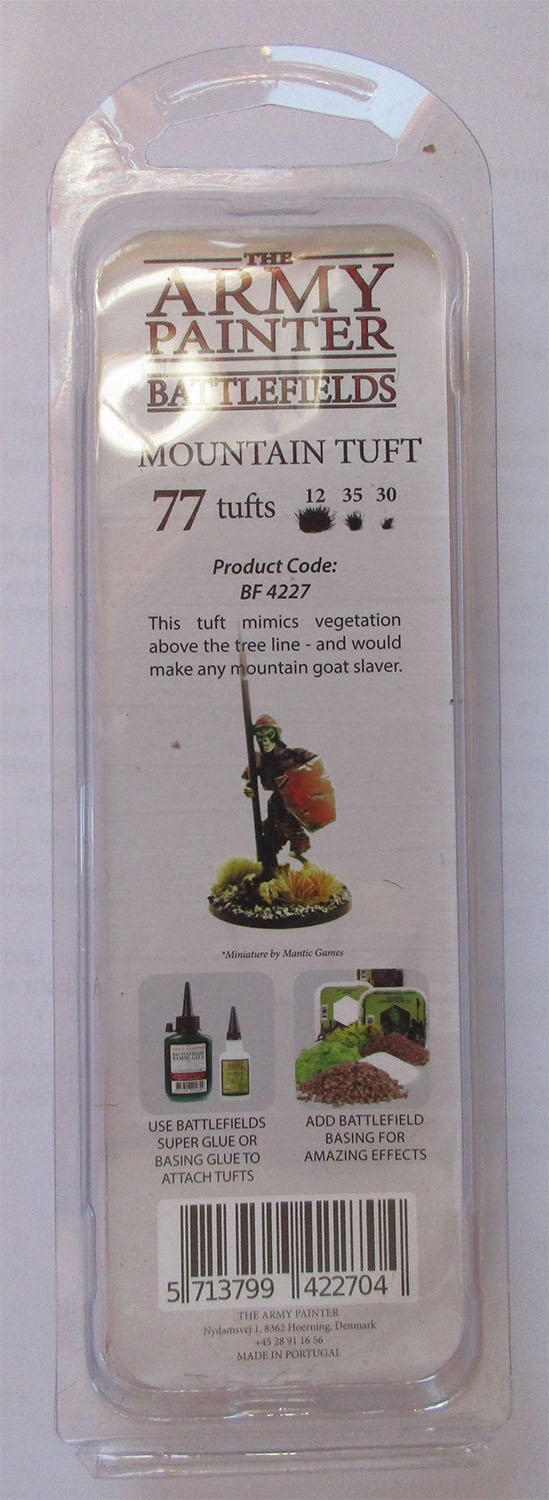 THE
ARMY
PAINTER
BATTLEFIELDS
MOUNTAIN TUFT
77 tufts 12 35 30
Product Code:
BF 4227
This tuft mimics vegetation
above the tree line - and would
make any mountain goat slaver.
*Miniature by Mantic Games
USE BATTLEFIELDS
SUPER GLUE OR
BASING GLUE TO
ATTACH TUFTS
ADD BATTLEFIELD
BASING FOR
AMAZING EFFECTS
5 713799 422704
THE ARMY PAINTER
Nydamsvej 1, 8362 Hoerning, Denmark
+45 28 91 16 56
MADE IN PORTUGAL